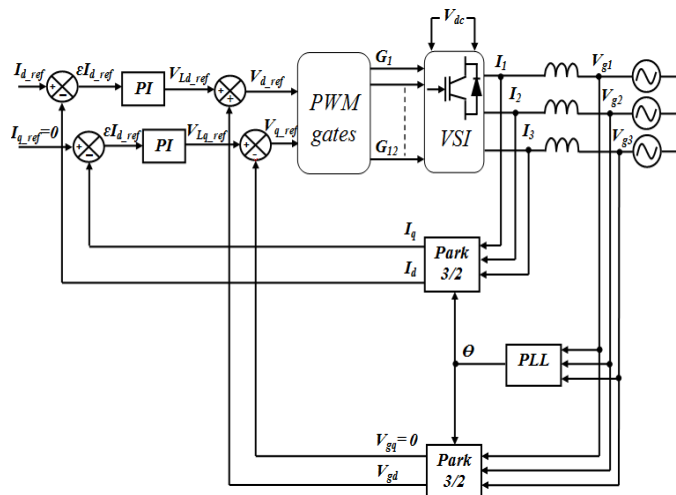 V_dc
I_d_ref εI_d_ref PI V_Ld_ref V_d_ref
I_q_ref=0 εI_d_ref PI V_Lq_ref V_q_ref
PWM
gates
G_1
G_12
VSI
I_1
I_2
I_3
V_g1
V_g2
V_g3
I_q
I_d
Park
3/2
θ
PLL
V_gq= 0
V_gd
Park
3/2